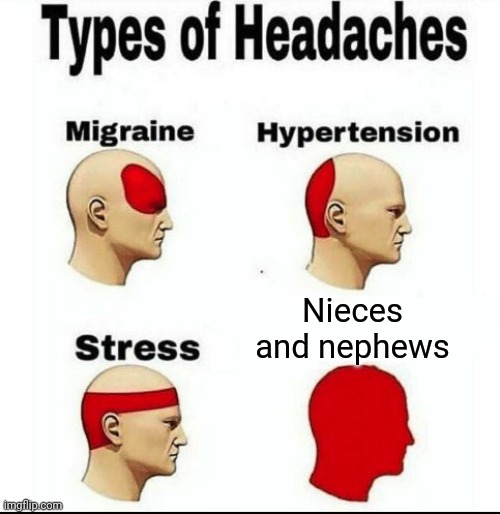 Types of Headaches
Migraine
Hypertension
Stress
Nieces
and nephews
imgflip.com